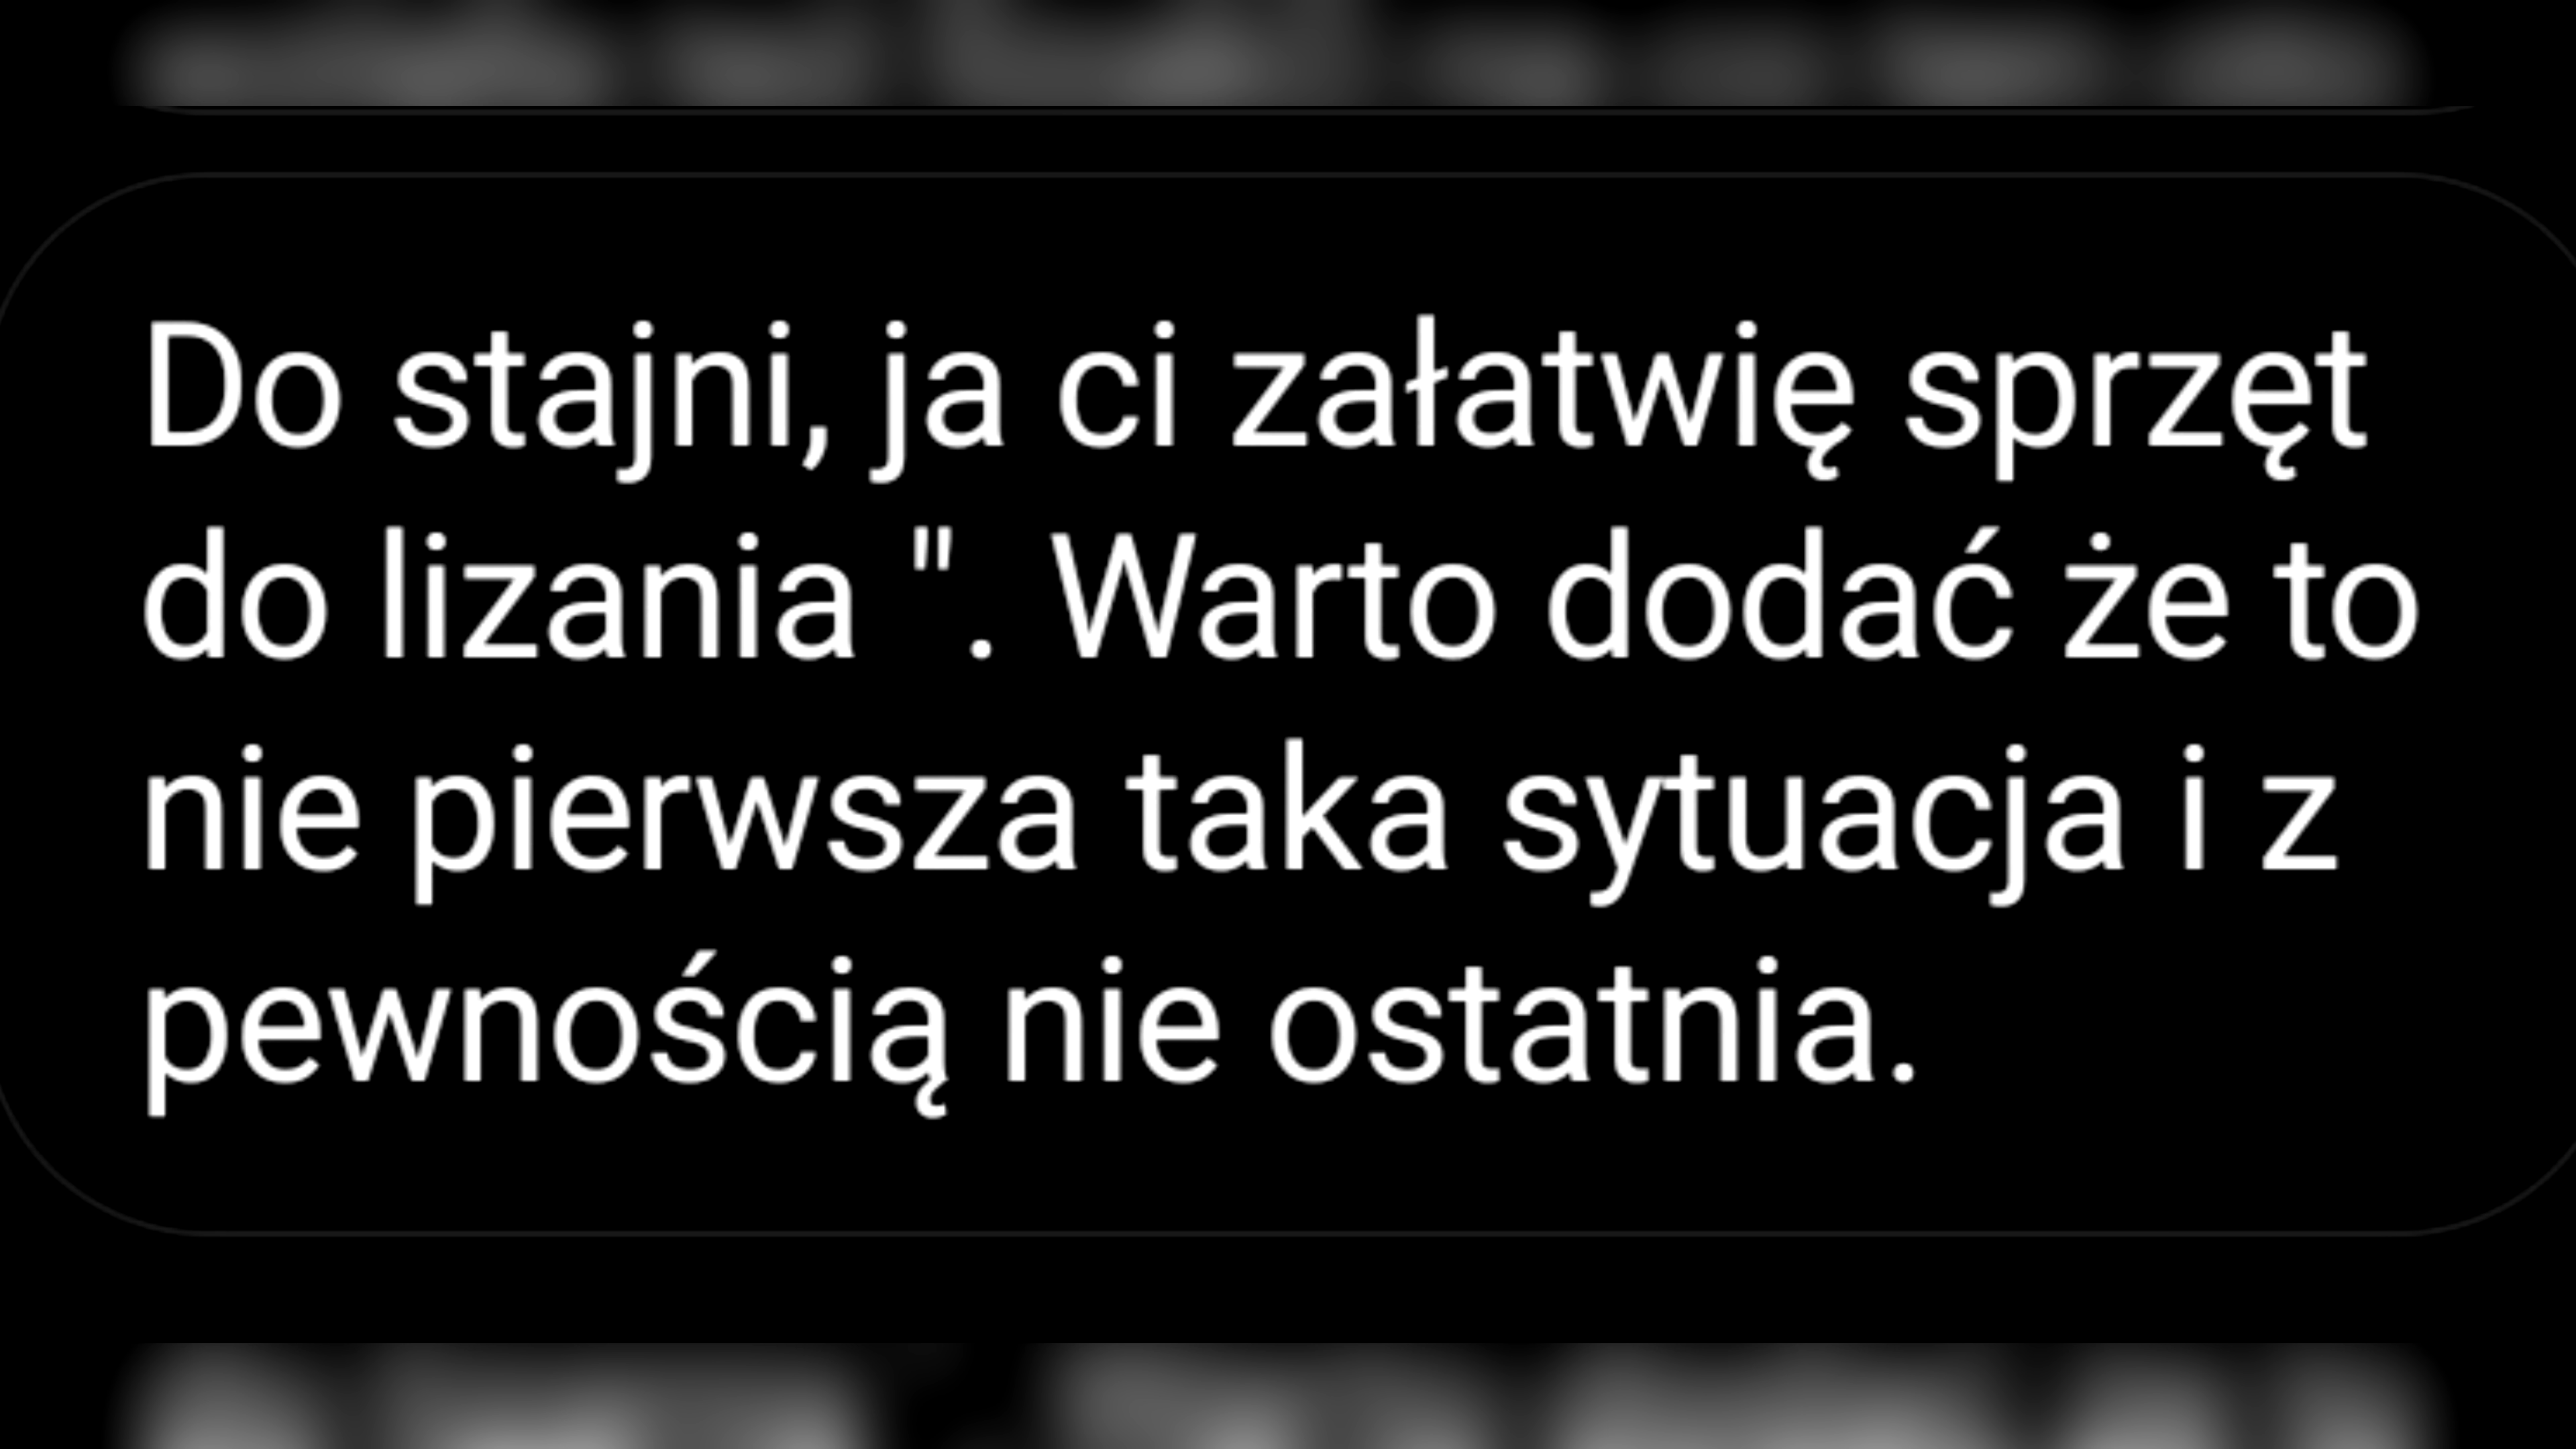 Do stajni, ja ci załatwię sprzęt
do lizania ". Warto dodać że to
nie pierwsza taka sytuacja i z
pewnością nie ostatnia.